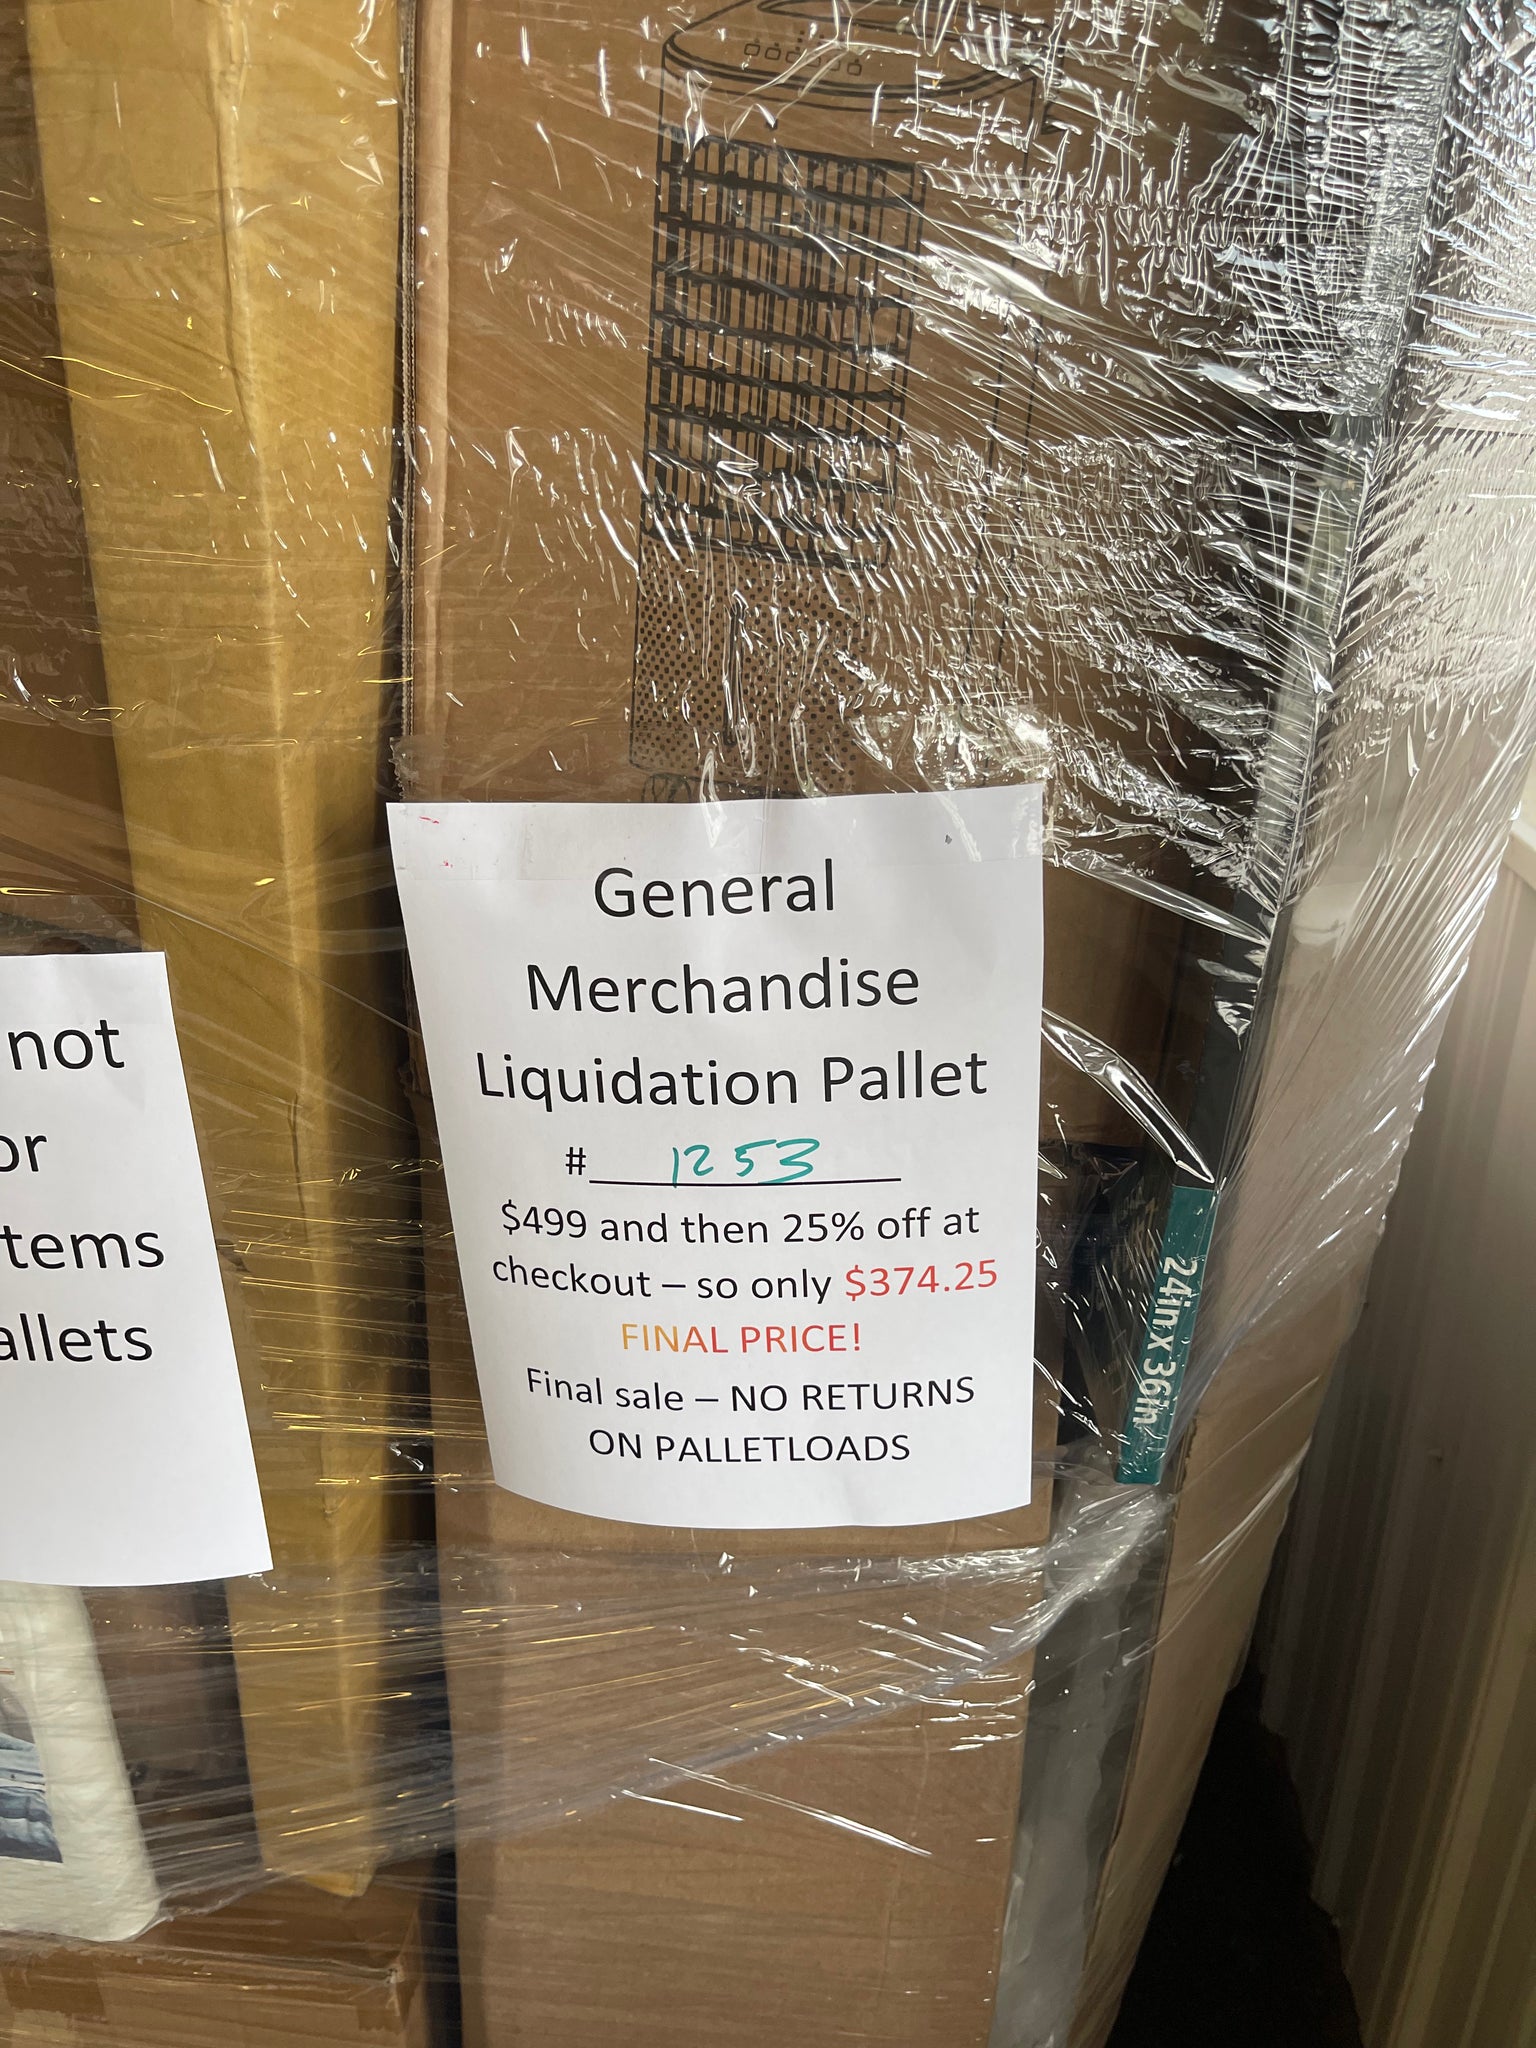 not
or
tems
allets
General
Merchandise
Liquidation Pallet
# 1253
$499 and then 25% off at
checkout – so only $374.25
FINAL PRICE!
Final sale – NO RETURNS
ON PALLETLOADS
24in x 36in